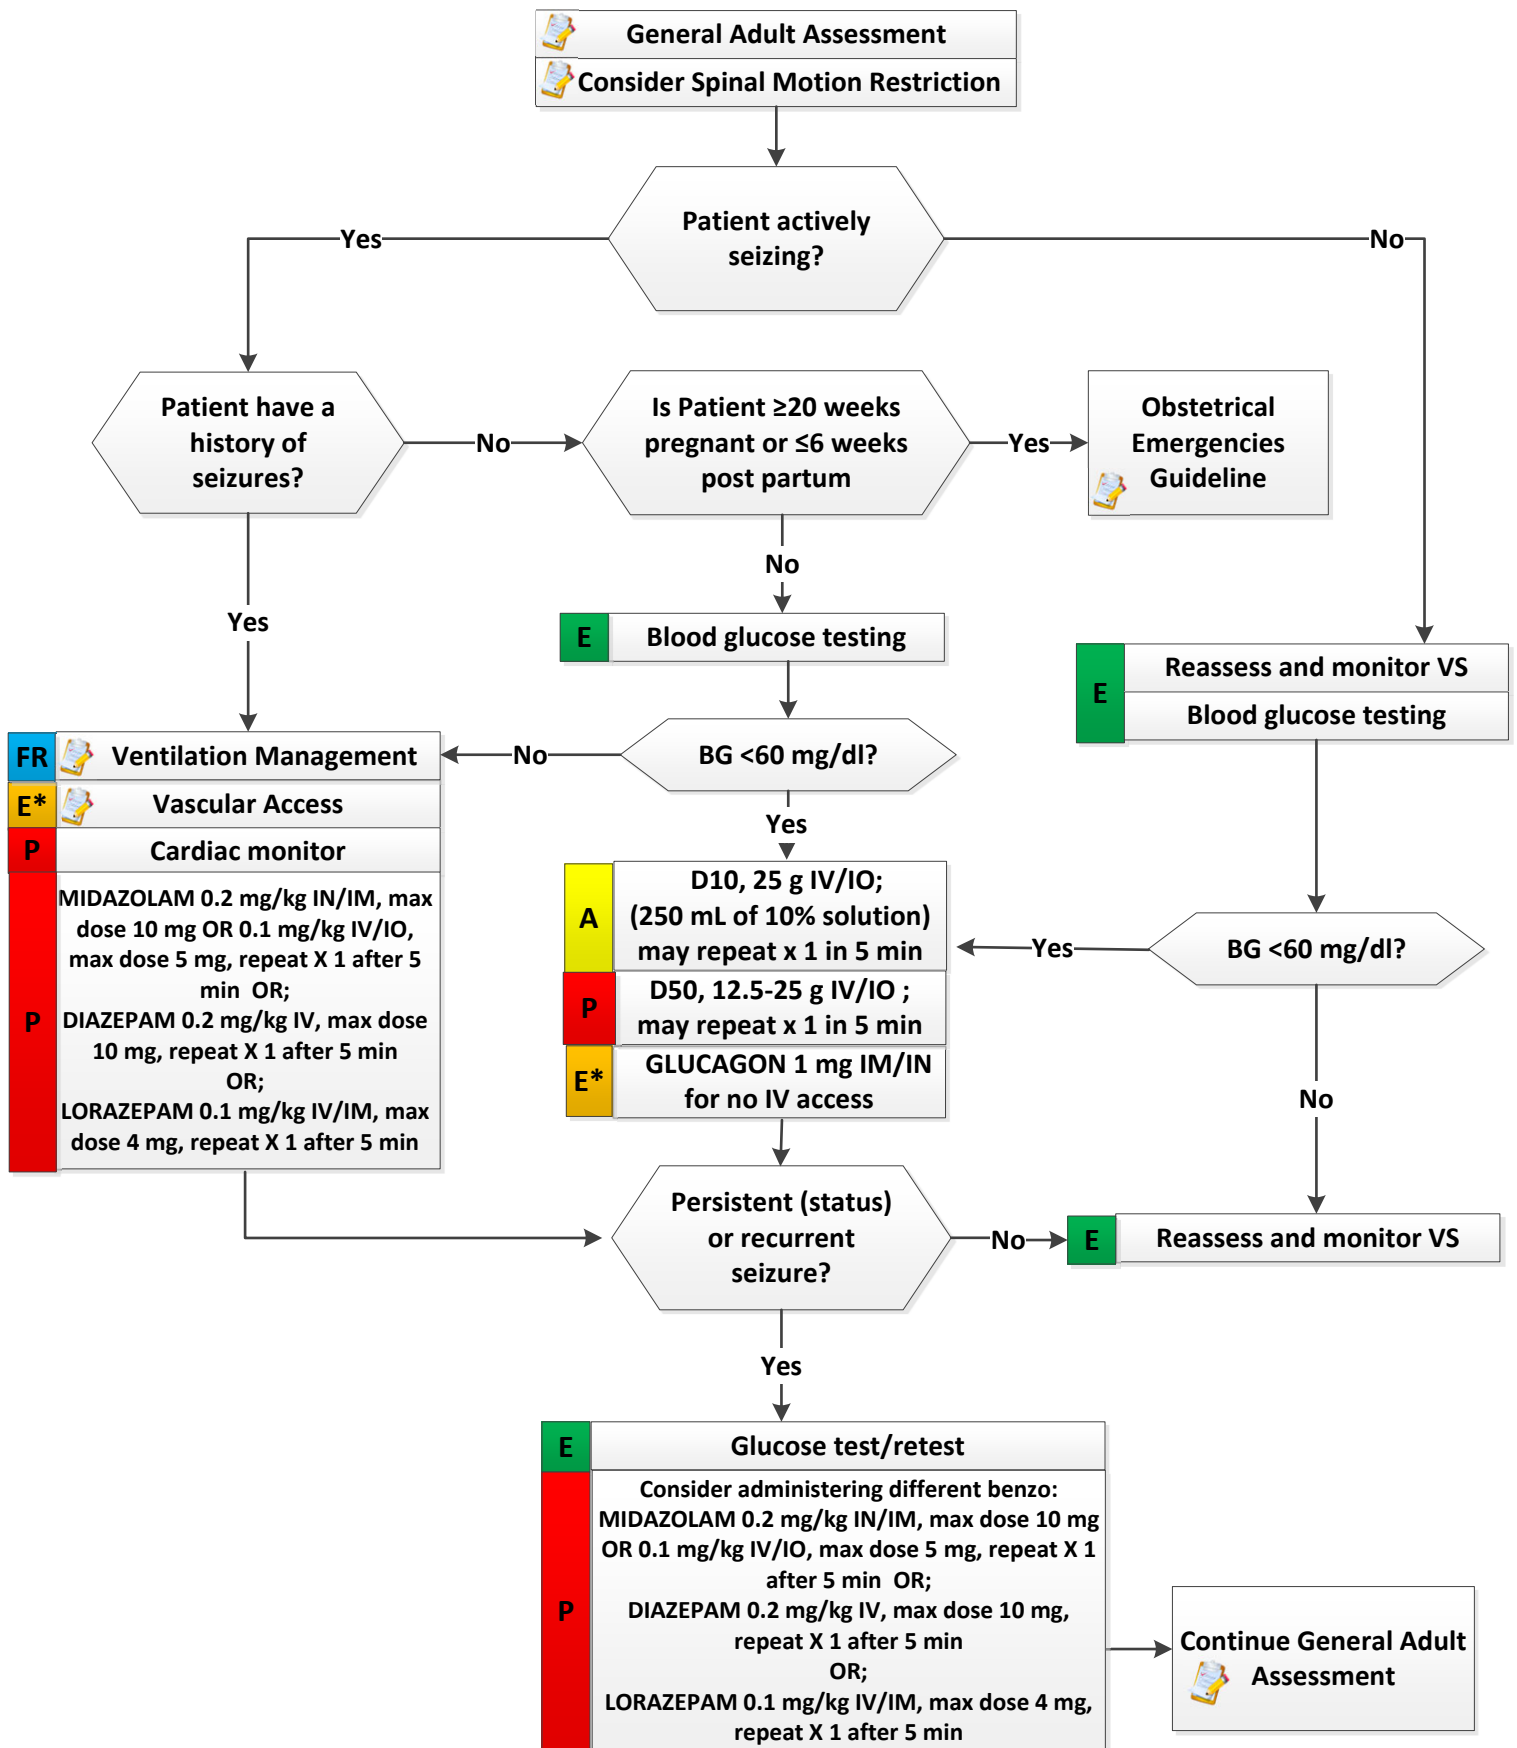 General Adult Assessment
Consider Spinal Motion Restriction
Patient actively
seizing?
Yes
No
Patient have a
history of
seizures?
No
Is Patient ≥20 weeks
pregnant or ≤6 weeks
post partum
Yes
Obstetrical
Emergencies
Guideline
No
Yes
E
Blood glucose testing
E
Reassess and monitor VS
Blood glucose testing
FR
Ventilation Management
E*
Vascular Access
P
Cardiac monitor
P
MIDAZOLAM 0.2 mg/kg IN/IM, max
dose 10 mg OR 0.1 mg/kg IV/IO,
max dose 5 mg, repeat X 1 after 5
min OR;
DIAZEPAM 0.2 mg/kg IV, max dose
10 mg, repeat X 1 after 5 min
OR;
LORAZEPAM 0.1 mg/kg IV/IM, max
dose 4 mg, repeat X 1 after 5 min
No
BG <60 mg/dl?
Yes
A
D10, 25 g IV/IO;
(250 mL of 10% solution)
may repeat x 1 in 5 min
P
D50, 12.5-25 g IV/IO ;
may repeat x 1 in 5 min
E*
GLUCAGON 1 mg IM/IN
for no IV access
Yes
BG <60 mg/dl?
No
Persistent (status)
or recurrent
seizure?
No
E
Reassess and monitor VS
Yes
E
Glucose test/retest
P
Consider administering different benzo:
MIDAZOLAM 0.2 mg/kg IN/IM, max dose 10 mg
OR 0.1 mg/kg IV/IO, max dose 5 mg, repeat X 1
after 5 min OR;
DIAZEPAM 0.2 mg/kg IV, max dose 10 mg,
repeat X 1 after 5 min
OR;
LORAZEPAM 0.1 mg/kg IV/IM, max dose 4 mg,
repeat X 1 after 5 min
Continue General Adult
Assessment